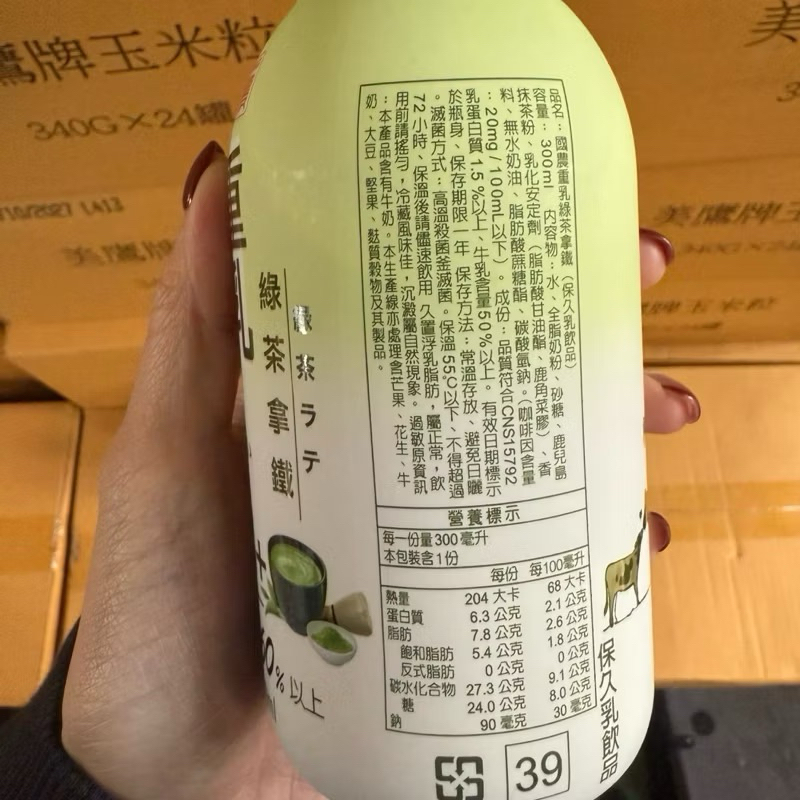 鷹牌玉米粒
340G×24罐
美鷹牌
綠茶拿鐵
綠茶ラテ
品名：國農重乳綠茶拿鐵（保久乳飲品）
容量：300ml 內容物：水、全脂奶粉、砂糖、鹿兒島
抹茶粉、乳化安定劑（脂肪酸甘油酯、鹿角菜膠）、香
料、無水奶油、脂肪酸蔗糖酯、碳酸氫鈉。（咖啡因含量
：20mg/100mL以下）。成份：品質符合CNS15792
乳蛋白質1.5%以上、牛乳含量50%以上。有效日期標示
於瓶身、保存期限一年 保存方法：常溫存放、避免日曬
。滅菌方式：高溫殺菌釜滅菌。保溫55℃以下、不得超過
72小時、保溫後請儘速飲用 久置浮乳脂肪，屬正常，飲
用前請搖勻，冷藏風味佳，沉澱屬自然現象。過敏原資訊
：本產品含有牛奶。本生產線亦處理含芒果、花生、牛
奶、大豆、堅果、麩質穀物及其製品。
營養標示
每一份量300毫升
本包裝含1份
每份 每100毫升
熱量 204大卡 68大卡
蛋白質 6.3公克 2.1公克
脂肪 7.8公克 2.6公克
飽和脂肪 5.4公克 1.8公克
反式脂肪 0公克 0公克
碳水化合物 27.3公克 9.1公克
糖 24.0公克 8.0公克
鈉 90毫克 30毫克
39
保久乳飲品
以上